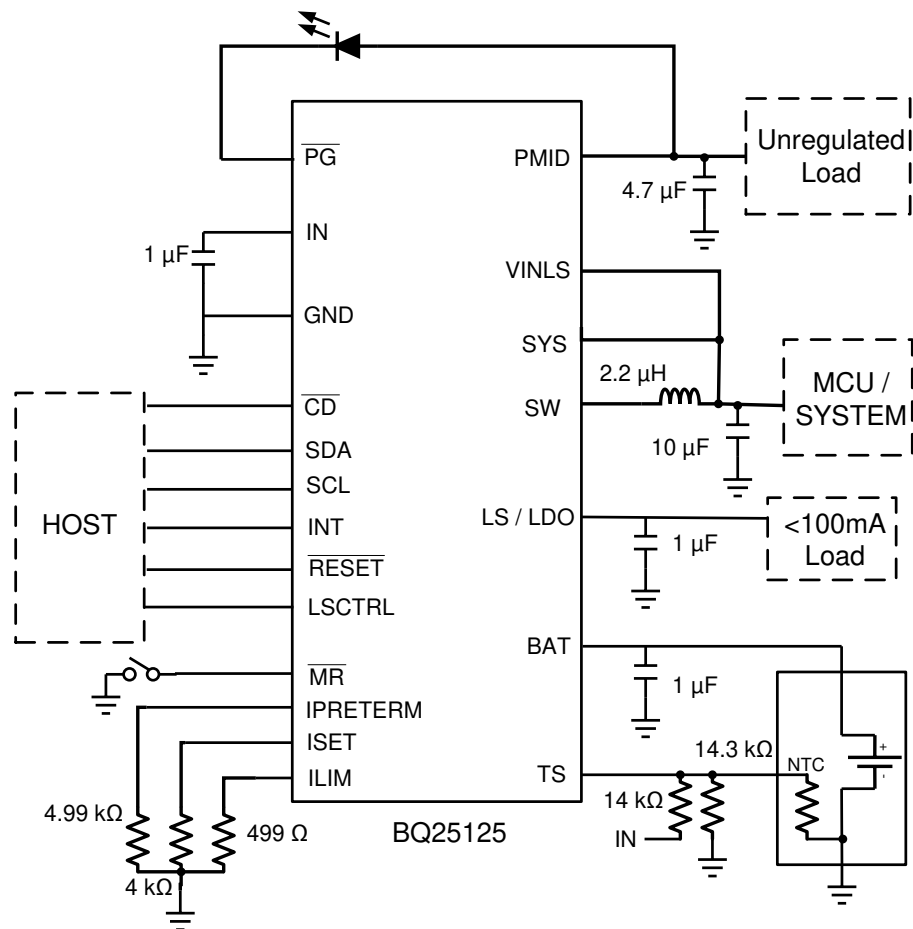 PG
PMID
Unregulated
Load
4.7 µF
IN
1 µF
VINLS
GND
SYS
2.2 µH
MCU /
SYSTEM
CD
SW
10 µF
SDA
SCL
HOST
INT
LS / LDO
<100mA
Load
1 µF
RESET
LSCTRL
BAT
MR
1 µF
IPRETERM
ISET
14.3 kΩ
NTC
+
-
ILIM
TS
14 kΩ
4.99 kΩ
499 Ω
IN
BQ25125
4 kΩ